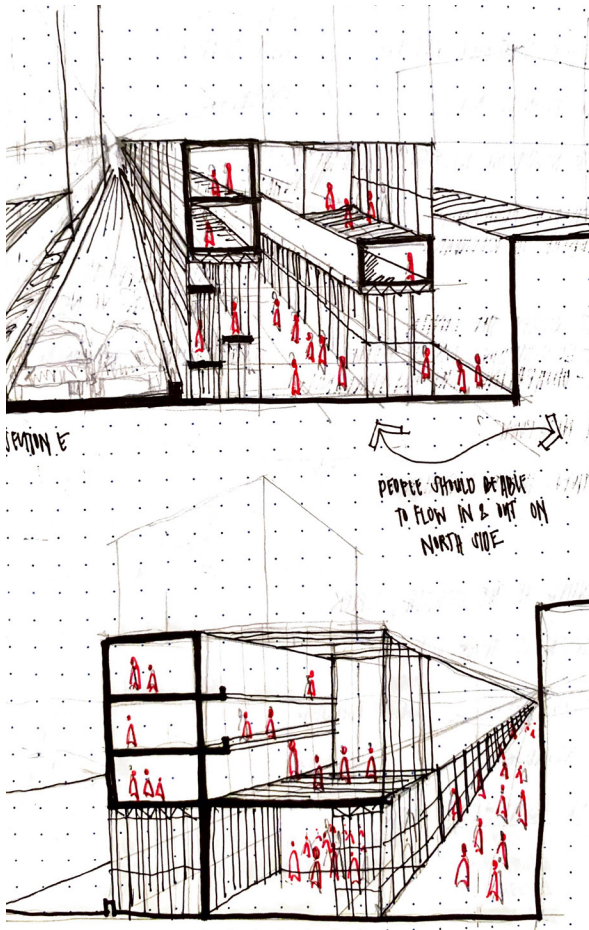 SECTION E
PEOPLE SHOULD BE ABLE
TO FLOW IN & OUT ON
NORTH SIDE